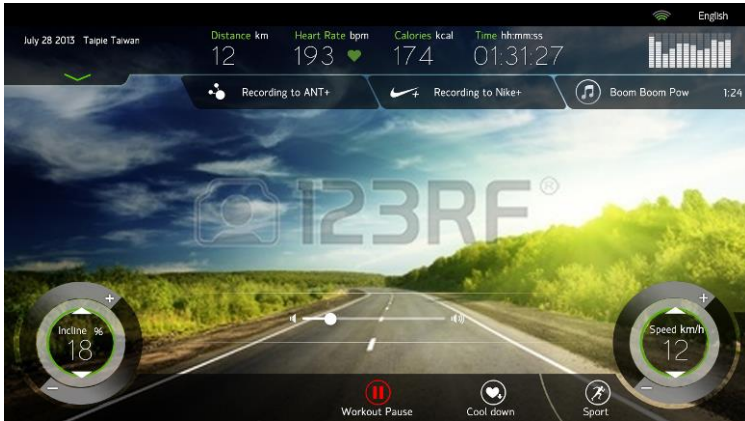 English
July 28 2013 Taipie Taiwan
Distance km
12
Heart Rate bpm
193
Calories kcal
174
Time hh:mm:ss
01:31:27
Recording to ANT+
Recording to Nike+
Boom Boom Pow 1:24
123RF®
+
Incline %
18
−
+
Speed km/h
12
−
Workout Pause
Cool down
Sport